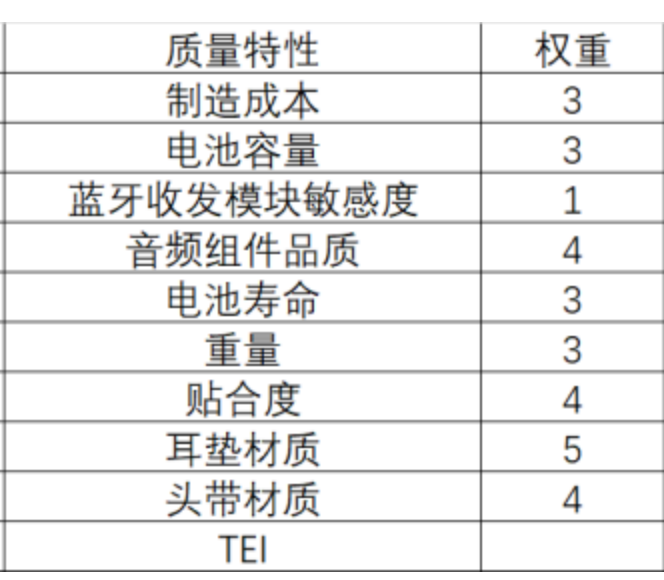 质量特性 权重
制造成本 3
电池容量 3
蓝牙收发模块敏感度 1
音频组件品质 4
电池寿命 3
重量 3
贴合度 4
耳垫材质 5
头带材质 4
TEI